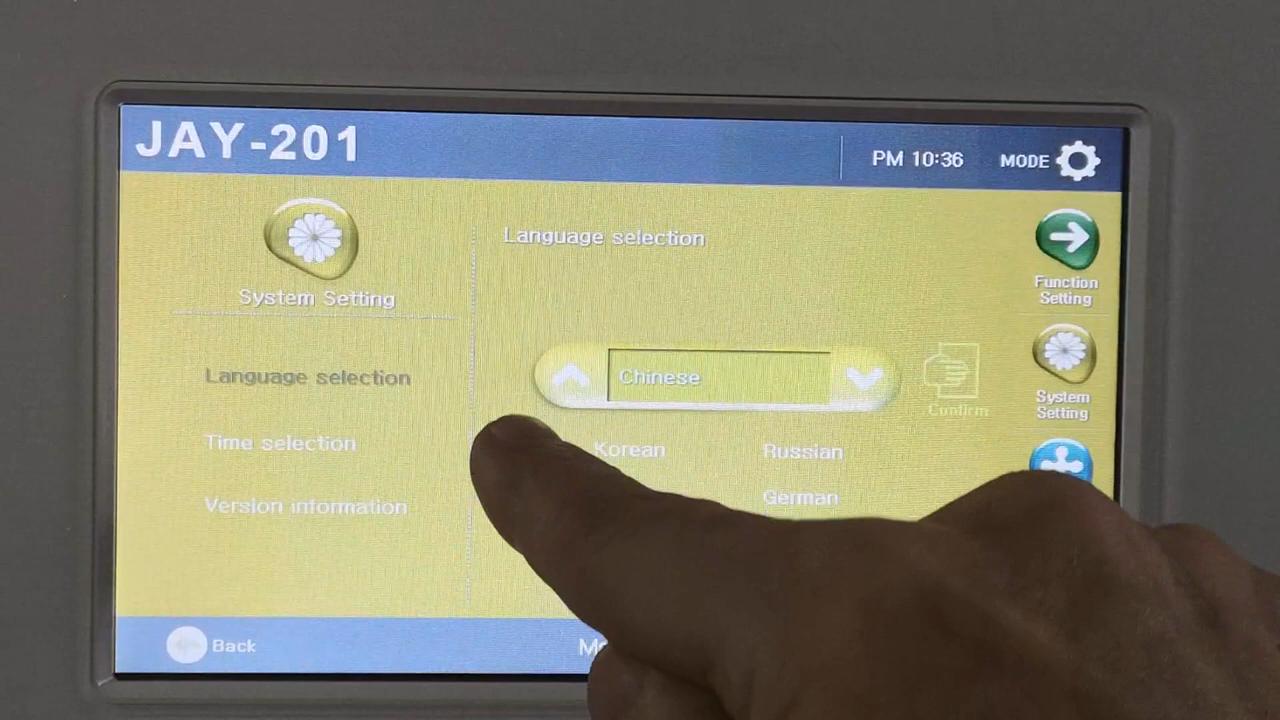 JAY-201
PM 10:36
MODE
System Setting
Language selection
Time selection
Version information
Language selection
Chinese
Confirm
Korean
Russian
German
Function
Setting
System
Setting
Back